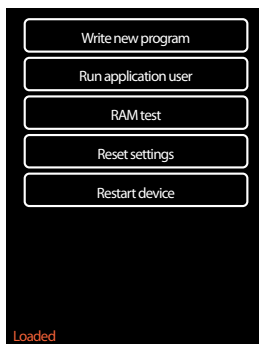 Write new program
Run application user
RAM test
Reset settings
Restart device
Loaded